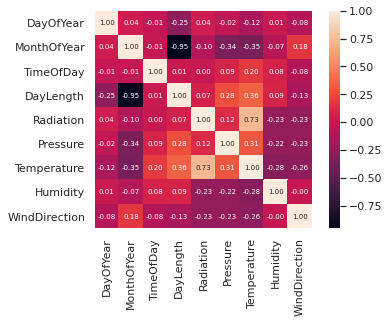 DayOfYear 1.00 0.04 -0.01 -0.25 0.04 -0.02 -0.12 0.01 -0.08
MonthOfYear 0.04 1.00 -0.01 -0.95 -0.10 -0.34 -0.35 -0.07 0.18
TimeOfDay -0.01 -0.01 1.00 0.01 0.00 0.09 0.20 0.08 -0.08
DayLength -0.25 -0.95 0.01 1.00 0.07 0.28 0.36 0.09 -0.13
Radiation 0.04 -0.10 0.00 0.07 1.00 0.12 0.73 -0.23 -0.23
Pressure -0.02 -0.34 0.09 0.28 0.12 1.00 0.31 -0.22 -0.23
Temperature -0.12 -0.35 0.20 0.36 0.73 0.31 1.00 -0.28 -0.26
Humidity 0.01 -0.07 0.08 0.09 -0.23 -0.22 -0.28 1.00 -0.00
WindDirection -0.08 0.18 -0.08 -0.13 -0.23 -0.23 -0.26 -0.00 1.00
DayOfYear
MonthOfYear
TimeOfDay
DayLength
Radiation
Pressure
Temperature
Humidity
WindDirection
1.00
0.75
0.50
0.25
0.00
-0.25
-0.50
-0.75